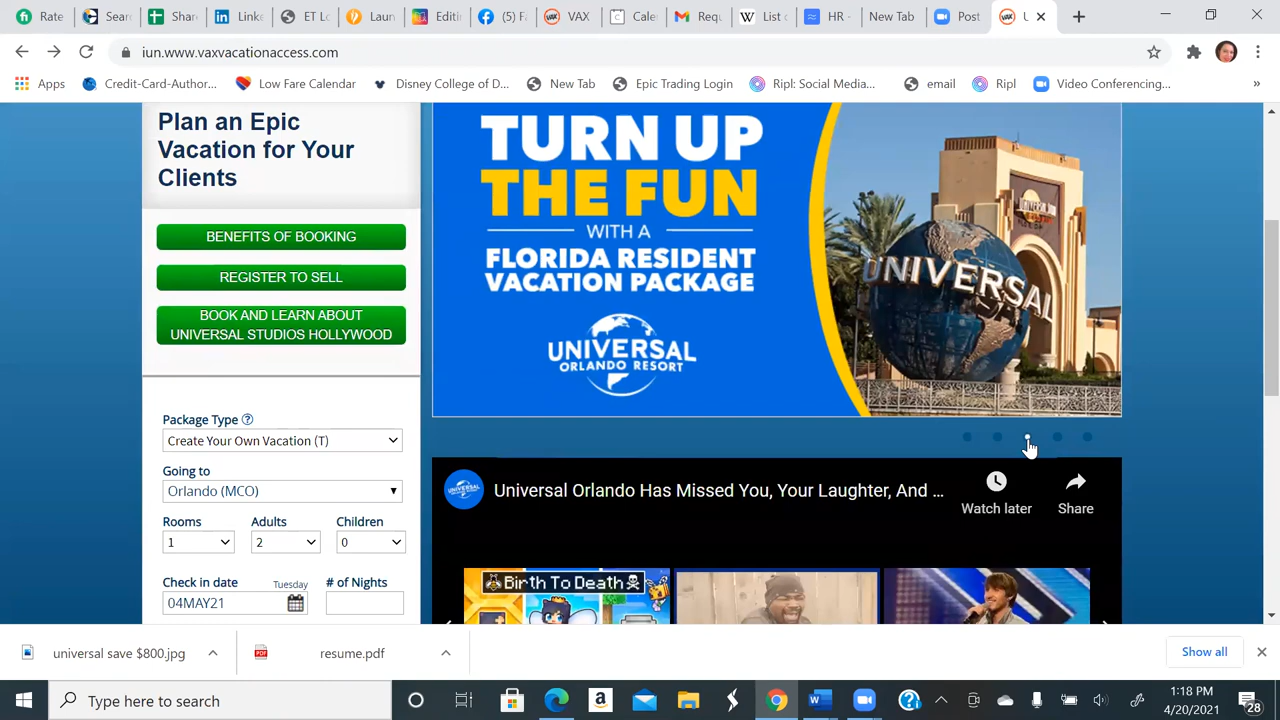 Rate
Sear
Share
Linke
ET Lo
Laun
Editin
(5) Fa
VAX
Cale
Req
List o
HR -
New Tab
Post
U
iun.www.vaxvacationaccess.com
Apps
Credit-Card-Author...
Low Fare Calendar
Disney College of D...
New Tab
Epic Trading Login
Ripl: Social Media...
email
Ripl
Video Conferencing...
»
Plan an Epic
Vacation for Your
Clients
BENEFITS OF BOOKING
REGISTER TO SELL
BOOK AND LEARN ABOUT
UNIVERSAL STUDIOS HOLLYWOOD
TURN UP
THE FUN
WITH A
FLORIDA RESIDENT
VACATION PACKAGE
UNIVERSAL
ORLANDO RESORT
UNIVERSAL
Package Type ?
Create Your Own Vacation (T)
Going to
Orlando (MCO)
Rooms Adults Children
1 2 0
Check in date Tuesday # of Nights
04MAY21
Universal Orlando Has Missed You, Your Laughter, And ...
Watch later
Share
Birth To Death
universal save $800.jpg
PDF
resume.pdf
Show all
Type here to search
1:18 PM
4/20/2021
28